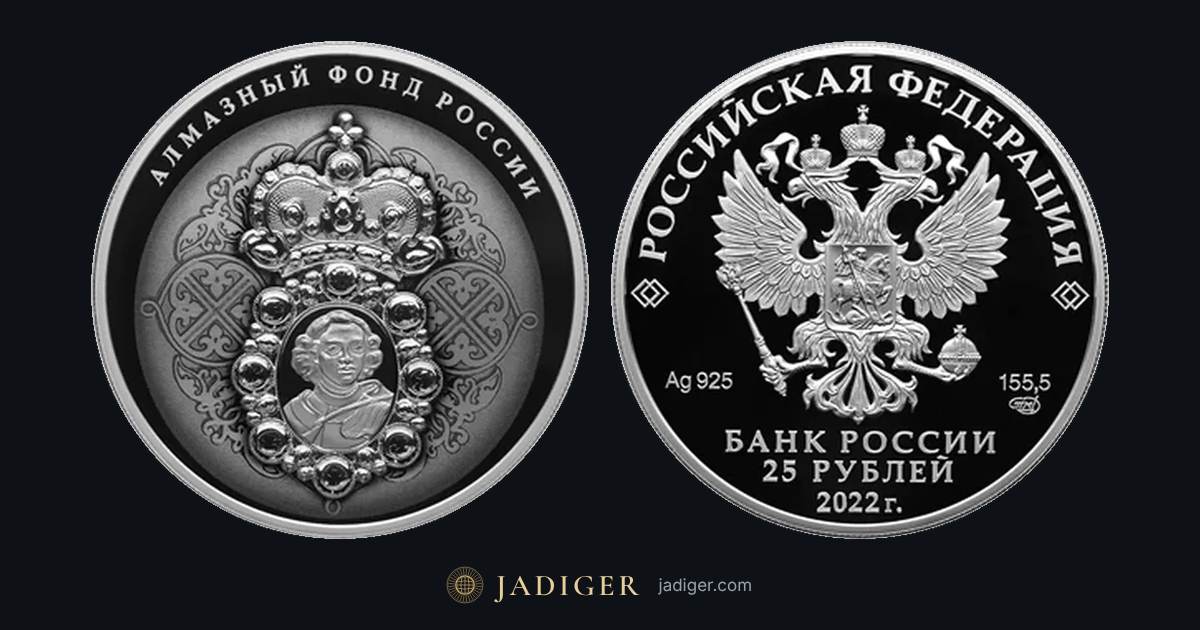 АЛМАЗНЫЙ ФОНД РОССИИ
РОССИЙСКАЯ ФЕДЕРАЦИЯ
Ag 925
155,5
БАНК РОССИИ
25 РУБЛЕЙ
2022 г.
JADIGER
jadiger.com